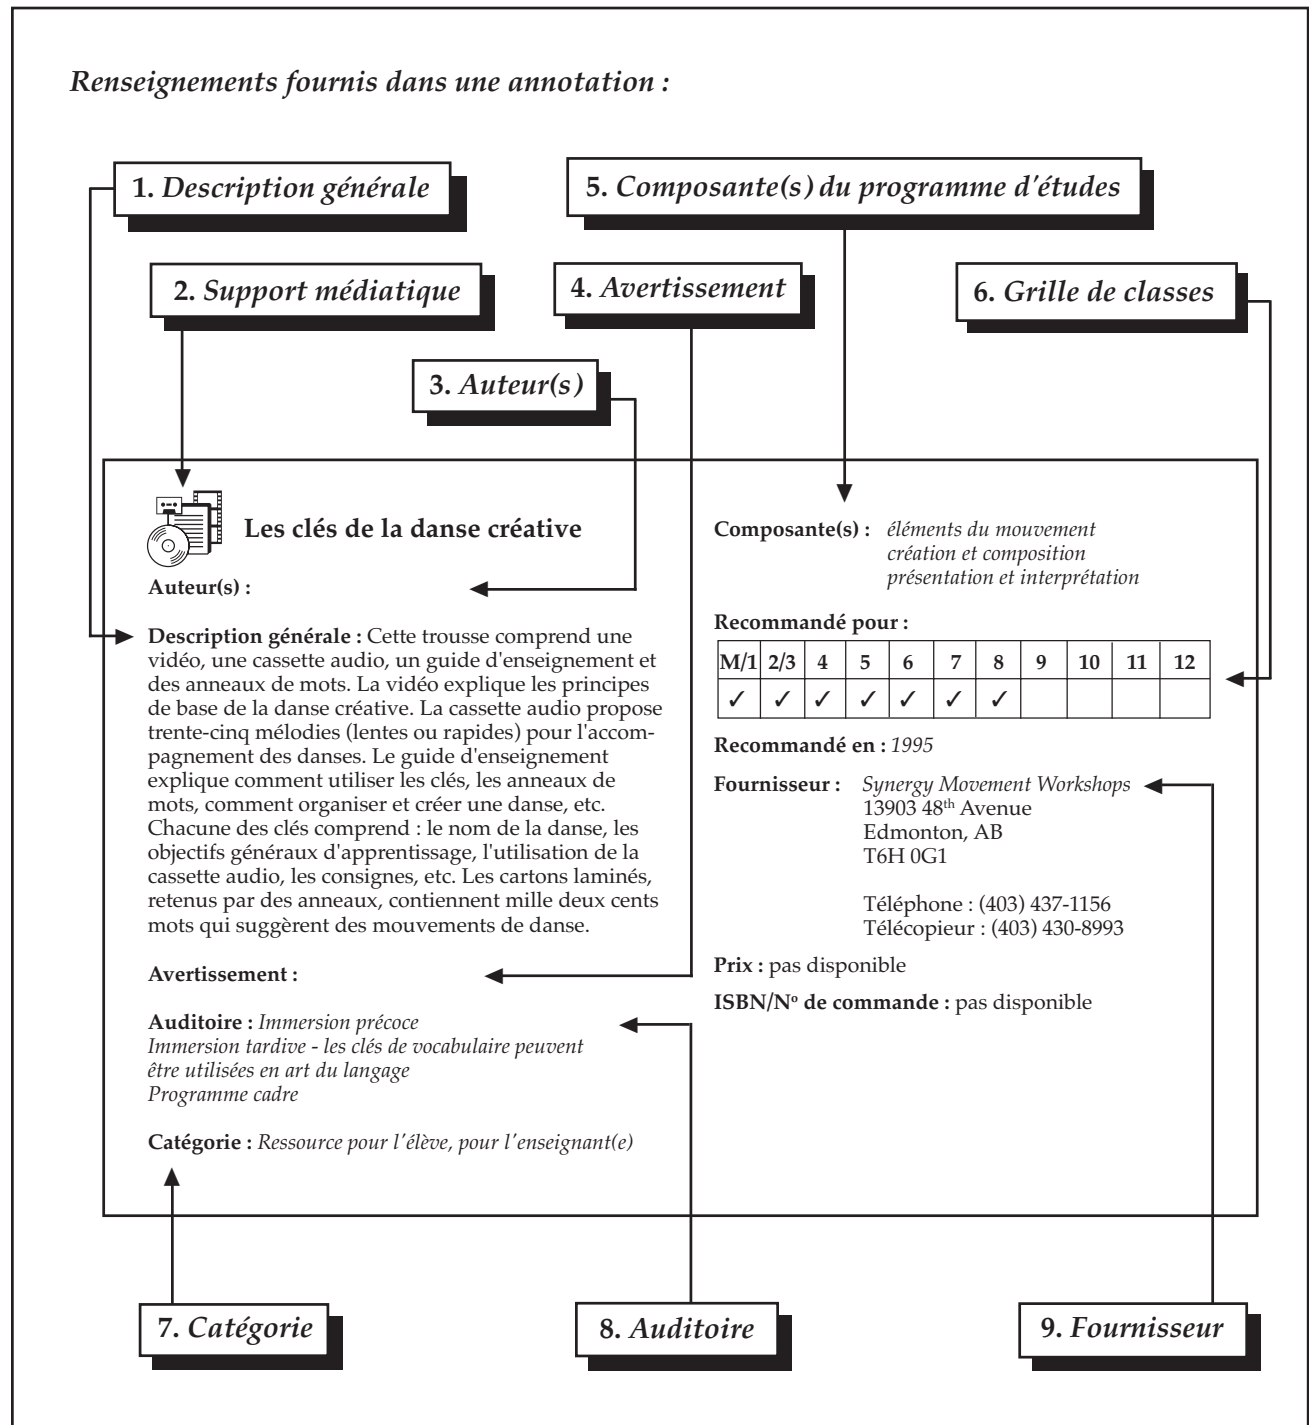 Renseignements fournis dans une annotation :
1. Description générale
5. Composante(s) du programme d'études
2. Support médiatique
4. Avertissement
6. Grille de classes
3. Auteur(s)
Les clés de la danse créative
Auteur(s) :
Description générale : Cette trousse comprend une
vidéo, une cassette audio, un guide d'enseignement et
des anneaux de mots. La vidéo explique les principes
de base de la danse créative. La cassette audio propose
trente-cinq mélodies (lentes ou rapides) pour l'accom-
pagnement des danses. Le guide d'enseignement
explique comment utiliser les clés, les anneaux de
mots, comment organiser et créer une danse, etc.
Chacune des clés comprend : le nom de la danse, les
objectifs généraux d'apprentissage, l'utilisation de la
cassette audio, les consignes, etc. Les cartons laminés,
retenus par des anneaux, contiennent mille deux cents
mots qui suggèrent des mouvements de danse.
Avertissement :
Auditoire : Immersion précoce
Immersion tardive - les clés de vocabulaire peuvent
être utilisées en art du langage
Programme cadre
Catégorie : Ressource pour l'élève, pour l'enseignant(e)
Composante(s) : éléments du mouvement
création et composition
présentation et interprétation
Recommandé pour :
M/1 2/3 4 5 6 7 8 9 10 11 12
✓ ✓ ✓ ✓ ✓ ✓ ✓
Recommandé en : 1995
Fournisseur : Synergy Movement Workshops
13903 48th Avenue
Edmonton, AB
T6H 0G1
Téléphone : (403) 437-1156
Télécopieur : (403) 430-8993
Prix : pas disponible
ISBN/No de commande : pas disponible
7. Catégorie
8. Auditoire
9. Fournisseur